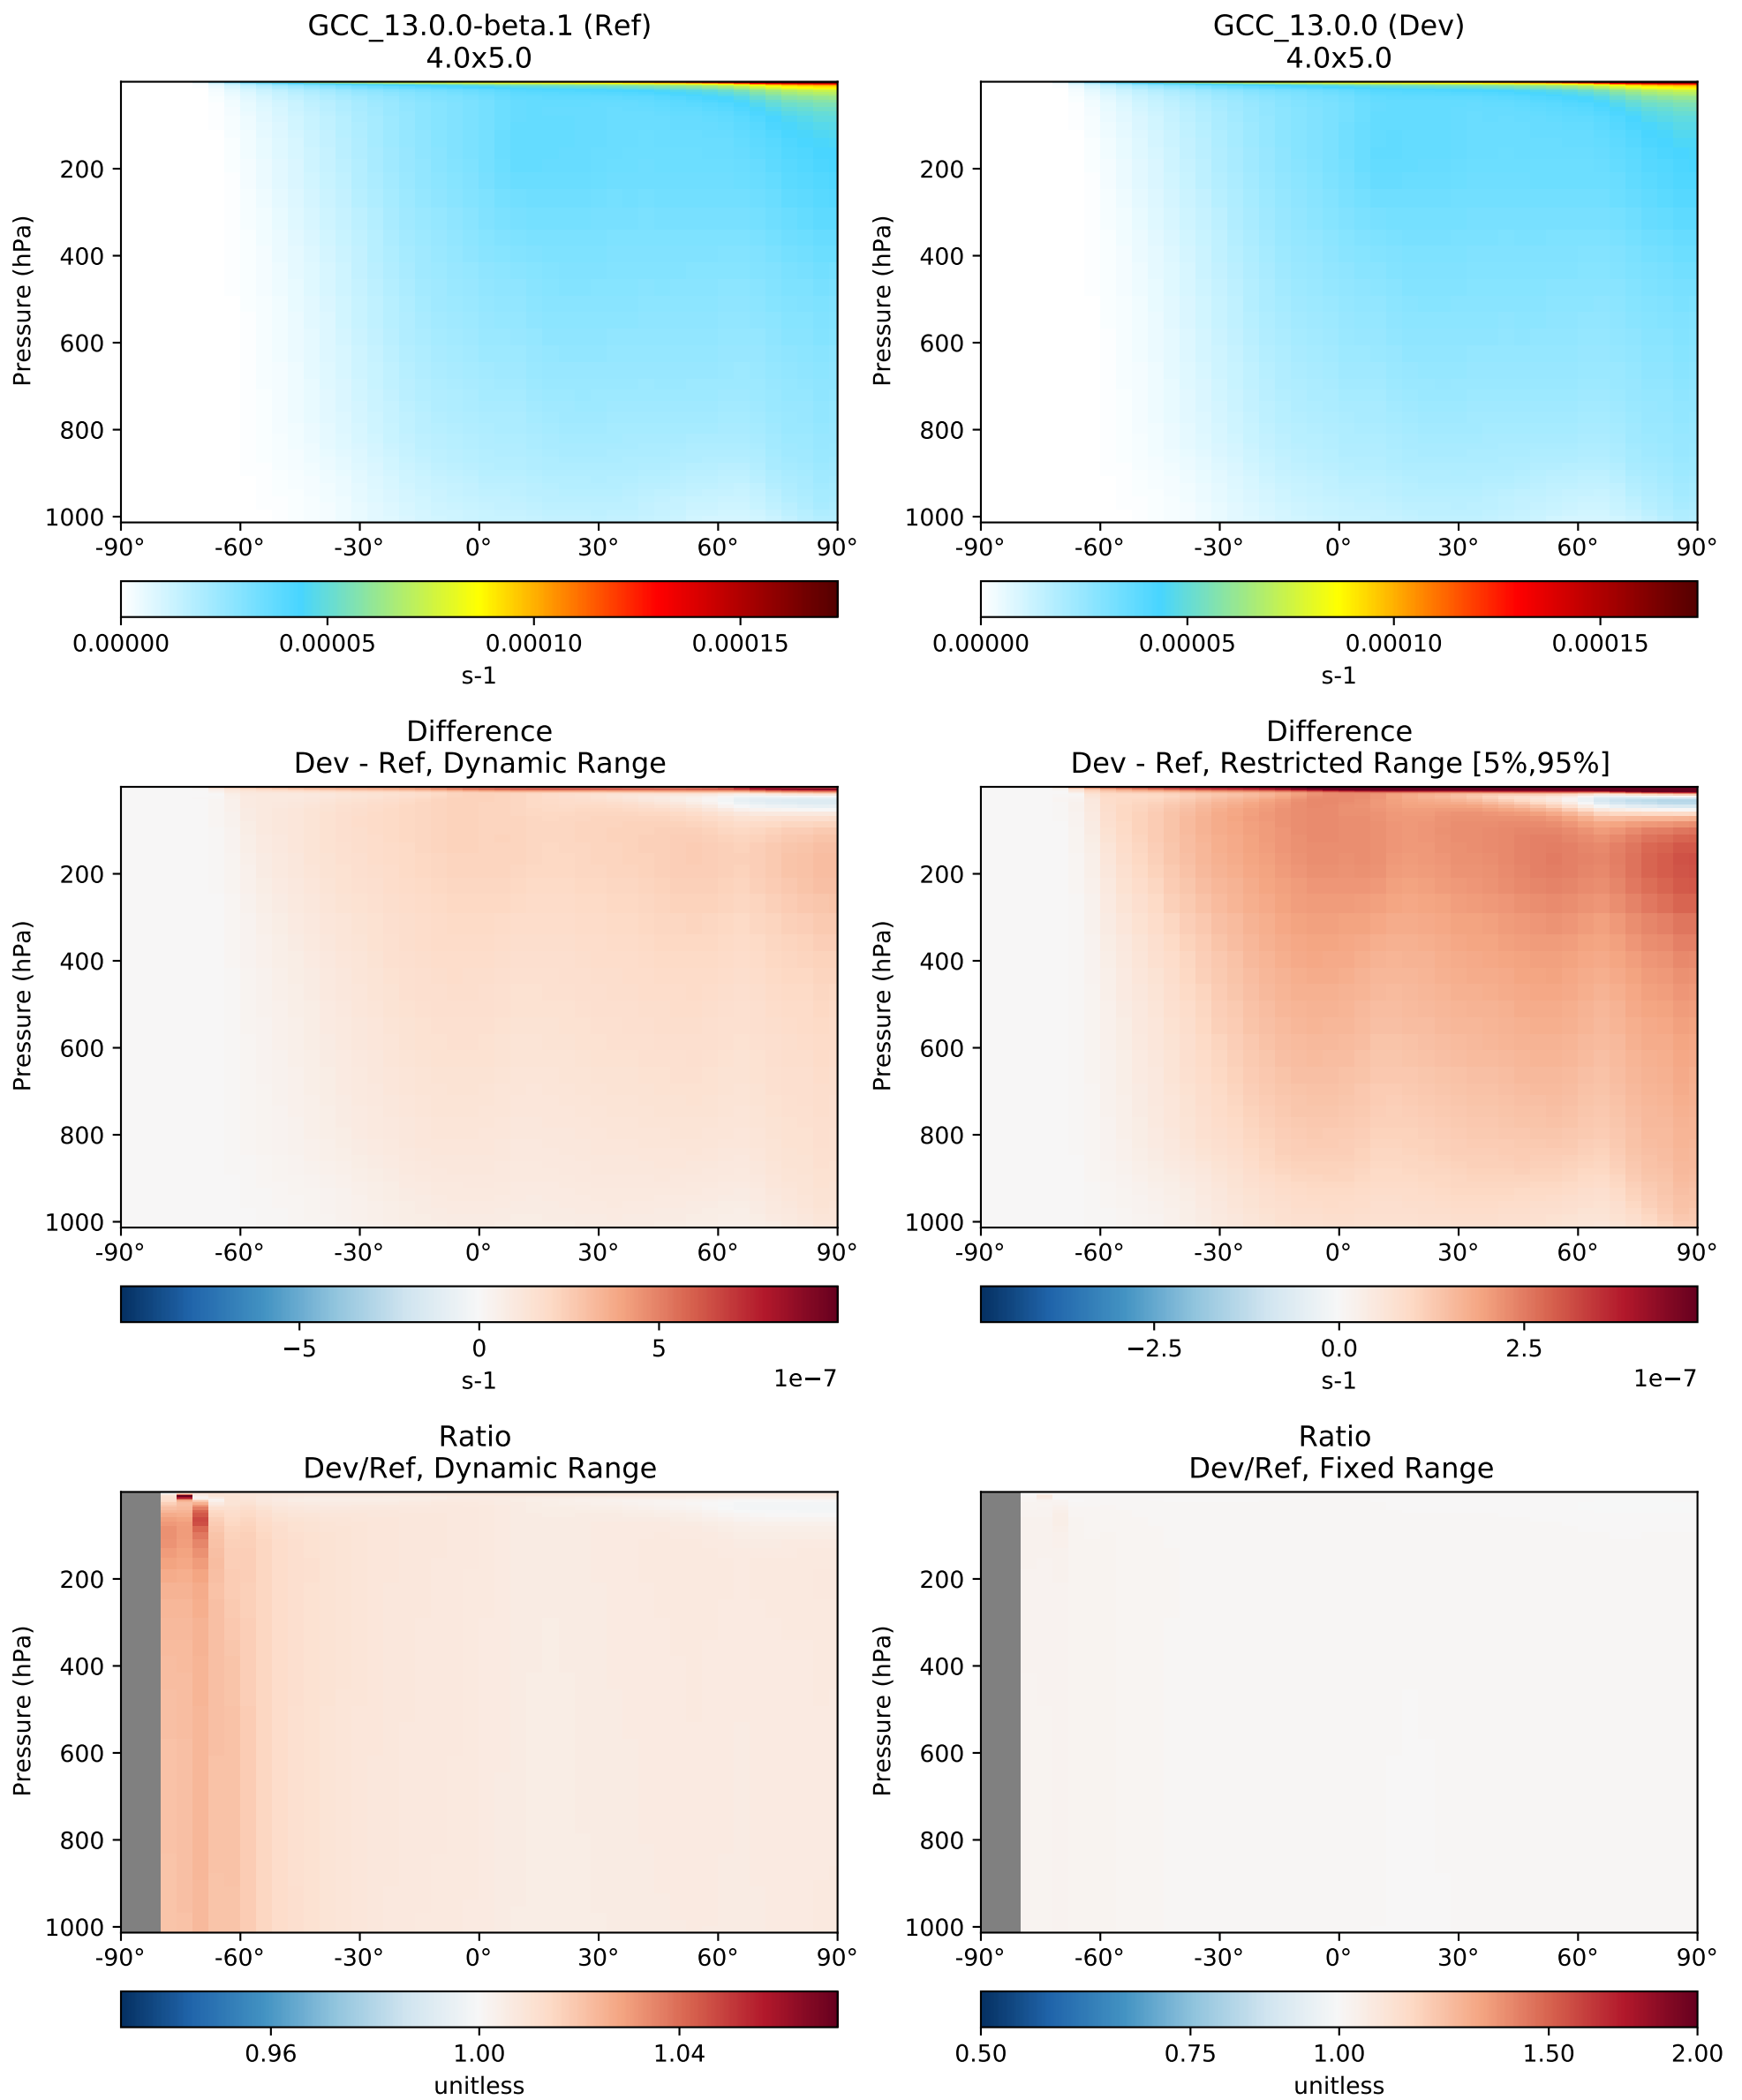 GCC_13.0.0-beta.1 (Ref)
4.0x5.0
Pressure (hPa)
200
400
600
800
1000
-90° -60° -30° 0° 30° 60° 90°
0.00000 0.00005 0.00010 0.00015
s-1
GCC_13.0.0 (Dev)
4.0x5.0
Pressure (hPa)
200
400
600
800
1000
-90° -60° -30° 0° 30° 60° 90°
0.00000 0.00005 0.00010 0.00015
s-1
Difference
Dev - Ref, Dynamic Range
Pressure (hPa)
200
400
600
800
1000
-90° -60° -30° 0° 30° 60° 90°
−5 0 5
s-1 1e−7
Difference
Dev - Ref, Restricted Range [5%,95%]
Pressure (hPa)
200
400
600
800
1000
-90° -60° -30° 0° 30° 60° 90°
−2.5 0.0 2.5
s-1 1e−7
Ratio
Dev/Ref, Dynamic Range
Pressure (hPa)
200
400
600
800
1000
-90° -60° -30° 0° 30° 60° 90°
0.96 1.00 1.04
unitless
Ratio
Dev/Ref, Fixed Range
Pressure (hPa)
200
400
600
800
1000
-90° -60° -30° 0° 30° 60° 90°
0.50 0.75 1.00 1.50 2.00
unitless